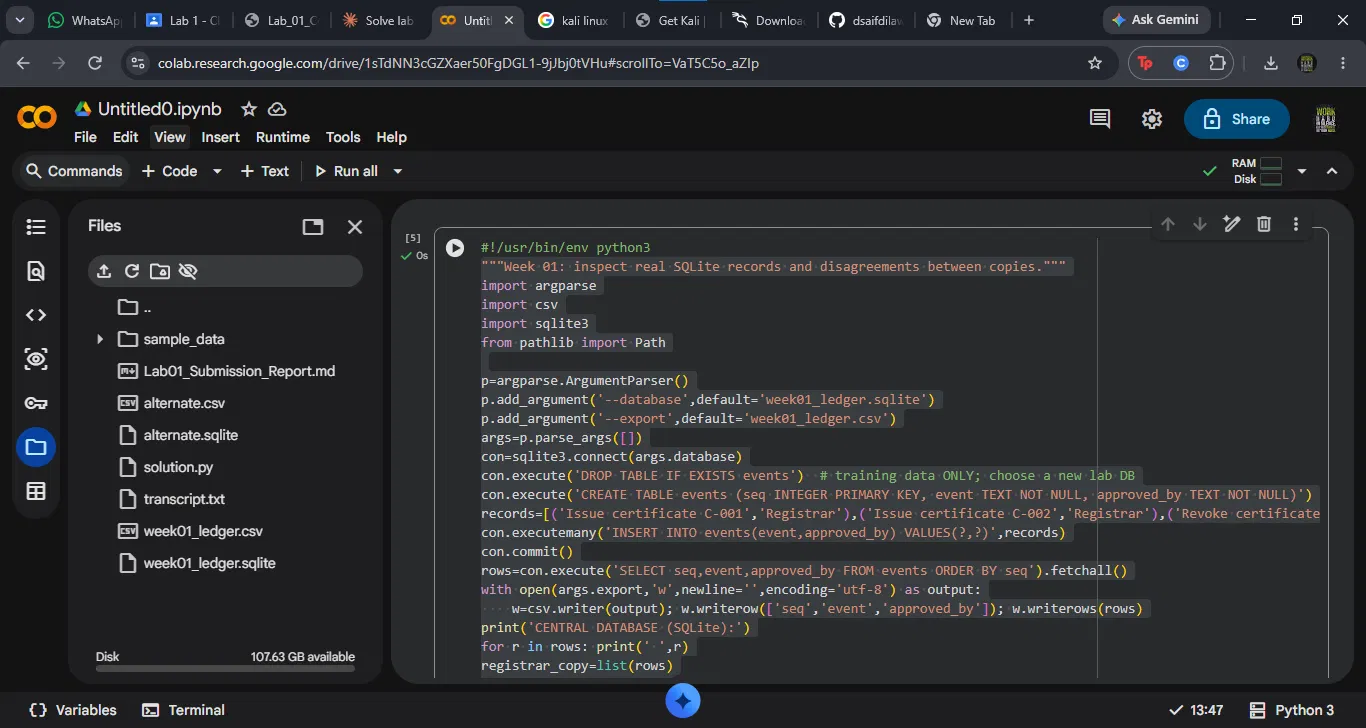 WhatsAp
Lab 1 - Cl
Lab_01_C
Solve lab
Untitl
kali linux
Get Kali
Downloa
dsaifdilaw
New Tab
Ask Gemini
colab.research.google.com/drive/1sTdNN3cGZXaer50FgDGL1-9jJbj0tVHu#scrollTo=VaT5C5o_aZIp
Untitled0.ipynb
File Edit View Insert Runtime Tools Help
Share
Commands + Code + Text Run all
RAM
Disk
Files
..
sample_data
Lab01_Submission_Report.md
alternate.csv
alternate.sqlite
solution.py
transcript.txt
week01_ledger.csv
week01_ledger.sqlite
Disk 107.63 GB available
[5]
0s
#!/usr/bin/env python3
"""Week 01: inspect real SQLite records and disagreements between copies."""
import argparse
import csv
import sqlite3
from pathlib import Path
p=argparse.ArgumentParser()
p.add_argument('--database',default='week01_ledger.sqlite')
p.add_argument('--export',default='week01_ledger.csv')
args=p.parse_args([])
con=sqlite3.connect(args.database)
con.execute('DROP TABLE IF EXISTS events')  # training data ONLY; choose a new lab DB
con.execute('CREATE TABLE events (seq INTEGER PRIMARY KEY, event TEXT NOT NULL, approved_by TEXT NOT NULL)')
records=[('Issue certificate C-001','Registrar'),('Issue certificate C-002','Registrar'),('Revoke certificate
con.executemany('INSERT INTO events(event,approved_by) VALUES(?,?)',records)
con.commit()
rows=con.execute('SELECT seq,event,approved_by FROM events ORDER BY seq').fetchall()
with open(args.export,'w',newline='',encoding='utf-8') as output:
    w=csv.writer(output); w.writerow(['seq','event','approved_by']); w.writerows(rows)
print('CENTRAL DATABASE (SQLite):')
for r in rows: print(' ',r)
registrar_copy=list(rows)
Variables
Terminal
13:47
Python 3